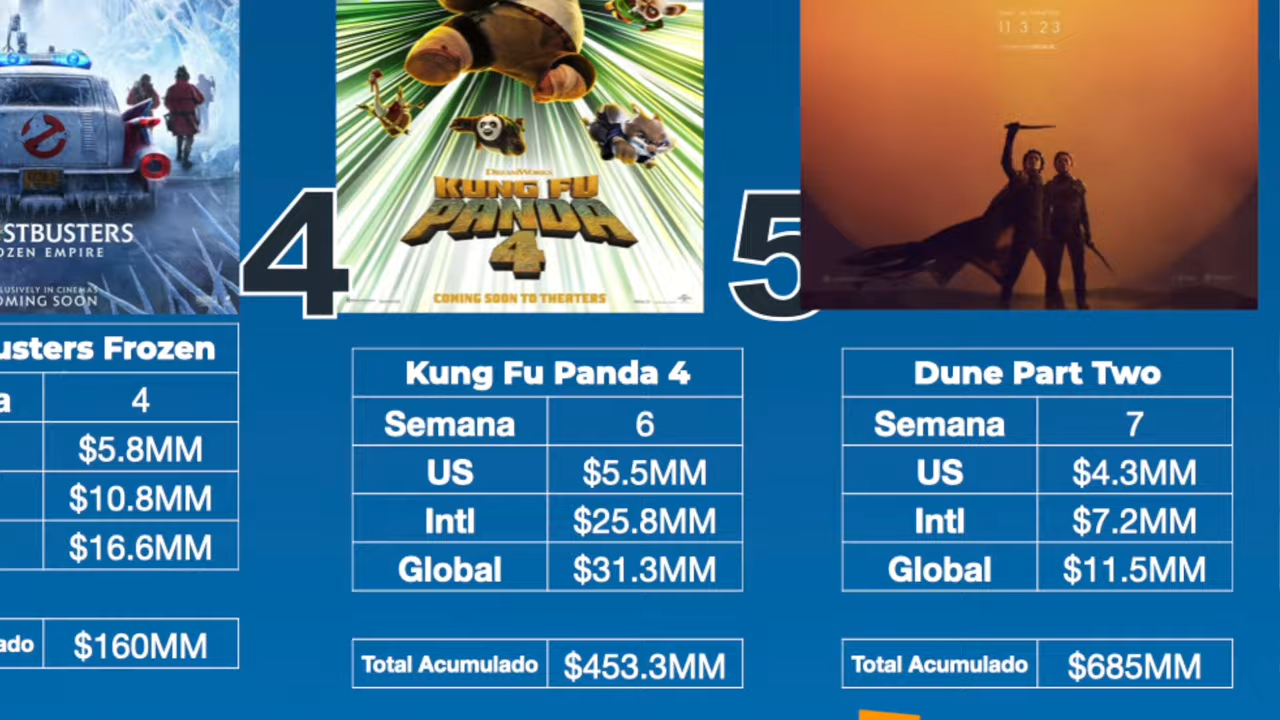 STBUSTERS
OZEN EMPIRE
LUSIVELY IN CINEMAS
OMING SOON
usters Frozen
a 4
$5.8MM
$10.8MM
$16.6MM
ado $160MM
4
DREAMWORKS
KUNG FU
PANDA
4
COMING SOON TO THEATERS
Kung Fu Panda 4
Semana 6
US $5.5MM
Intl $25.8MM
Global $31.3MM
Total Acumulado $453.3MM
5
11.3.23
Dune Part Two
Semana 7
US $4.3MM
Intl $7.2MM
Global $11.5MM
Total Acumulado $685MM